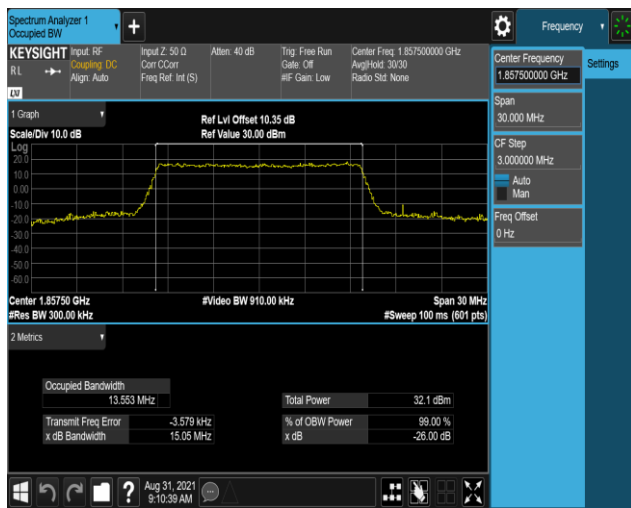 Spectrum Analyzer 1
Occupied BW
Frequency
KEYSIGHT
RL
LXI
Input: RF
Coupling: DC
Align: Auto
Input Z: 50 Ω
Corr CCorr
Freq Ref: Int (S)
Atten: 40 dB
Trig: Free Run
Gate: Off
#IF Gain: Low
Center Freq: 1.857500000 GHz
Avg|Hold: 30/30
Radio Std: None
Center Frequency
1.857500000 GHz
Settings
Span
30.000 MHz
CF Step
3.000000 MHz
Auto
Man
Freq Offset
0 Hz
1 Graph
Scale/Div 10.0 dB
Ref Lvl Offset 10.35 dB
Ref Value 30.00 dBm
Log
20.0
10.0
0.00
-10.0
-20.0
-30.0
-40.0
-50.0
-60.0
Center 1.85750 GHz
#Res BW 300.00 kHz
#Video BW 910.00 kHz
Span 30 MHz
#Sweep 100 ms (601 pts)
2 Metrics
Occupied Bandwidth
13.553 MHz
Total Power 32.1 dBm
Transmit Freq Error -3.579 kHz
% of OBW Power 99.00 %
x dB Bandwidth 15.05 MHz
x dB -26.00 dB
?
Aug 31, 2021
9:10:39 AM